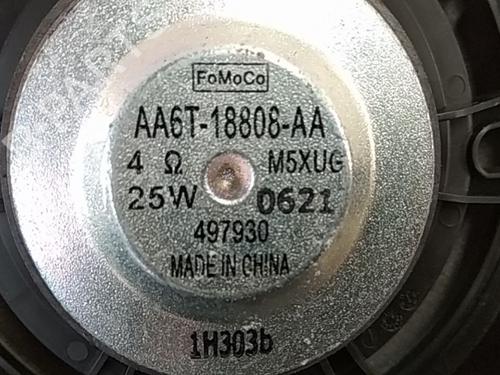 FoMoCo
AA6T-18808-AA
4 Ω M5XUG
25W 0621
497930
MADE IN CHINA
1H303b